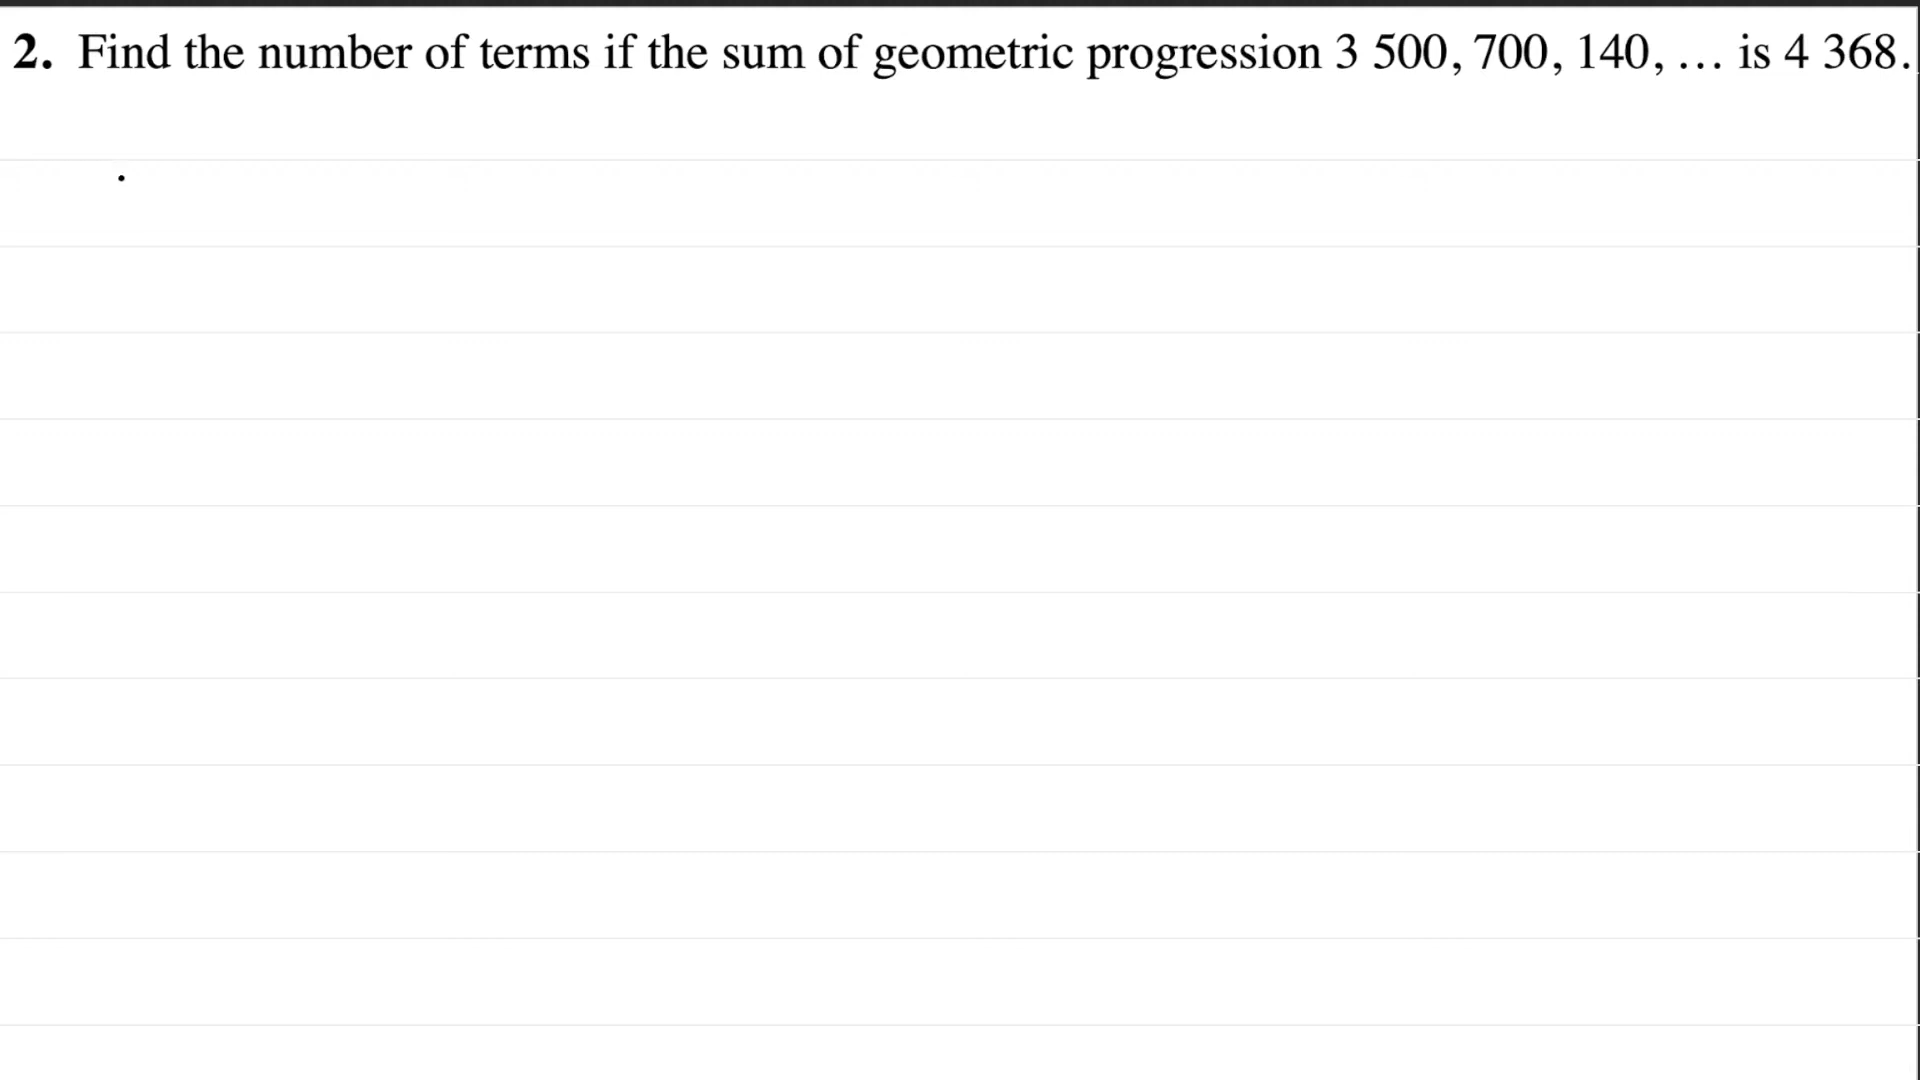 2. Find the number of terms if the sum of geometric progression 3 500, 700, 140, … is 4 368.